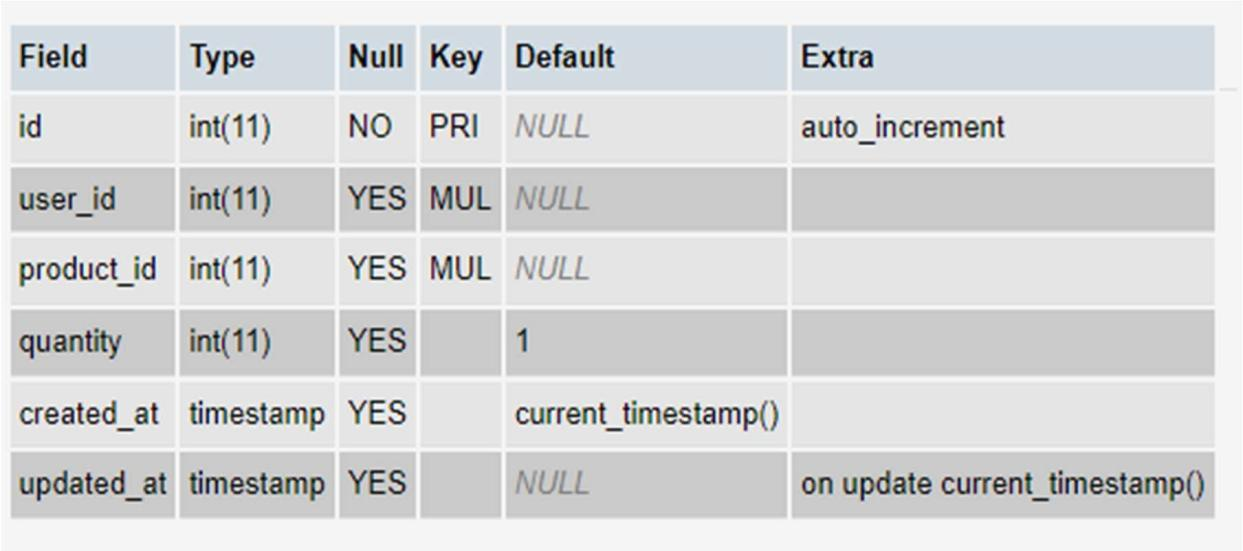 Field Type Null Key Default Extra
id int(11) NO PRI NULL auto_increment
user_id int(11) YES MUL NULL
product_id int(11) YES MUL NULL
quantity int(11) YES 1
created_at timestamp YES current_timestamp()
updated_at timestamp YES NULL on update current_timestamp()